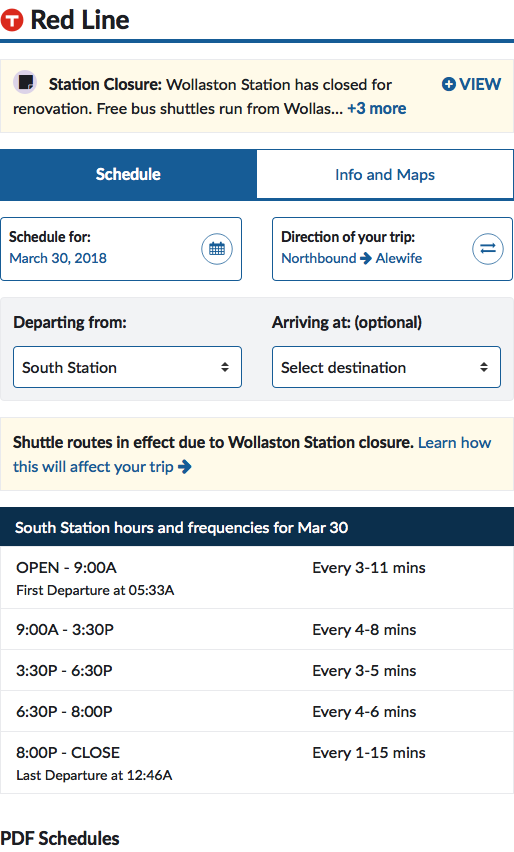 T Red Line
Station Closure: Wollaston Station has closed for
VIEW
renovation. Free bus shuttles run from Wollas... +3 more
Schedule
Info and Maps
Schedule for:
March 30, 2018
Direction of your trip:
Northbound → Alewife
Departing from:
Arriving at: (optional)
South Station
Select destination
Shuttle routes in effect due to Wollaston Station closure. Learn how
this will affect your trip →
South Station hours and frequencies for Mar 30
OPEN - 9:00A
Every 3-11 mins
First Departure at 05:33A
9:00A - 3:30P
Every 4-8 mins
3:30P - 6:30P
Every 3-5 mins
6:30P - 8:00P
Every 4-6 mins
8:00P - CLOSE
Every 1-15 mins
Last Departure at 12:46A
PDF Schedules